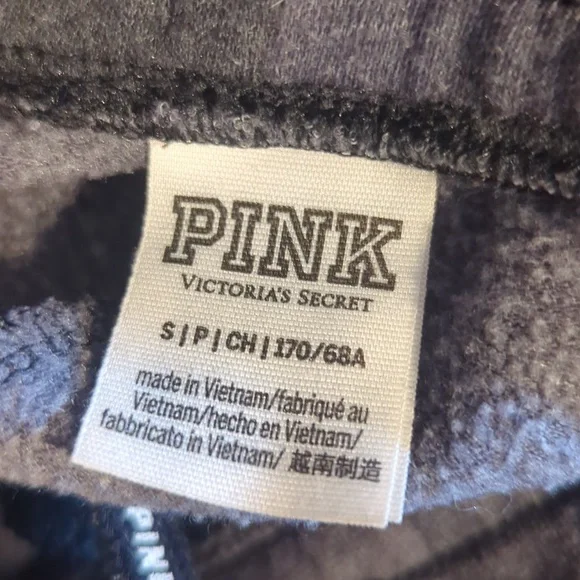 PINK
VICTORIA'S SECRET
S|P|CH|170/68A
made in Vietnam/fabriqué au
Vietnam/hecho en Vietnam/
fabbricato in Vietnam/ 越南制造
PINK